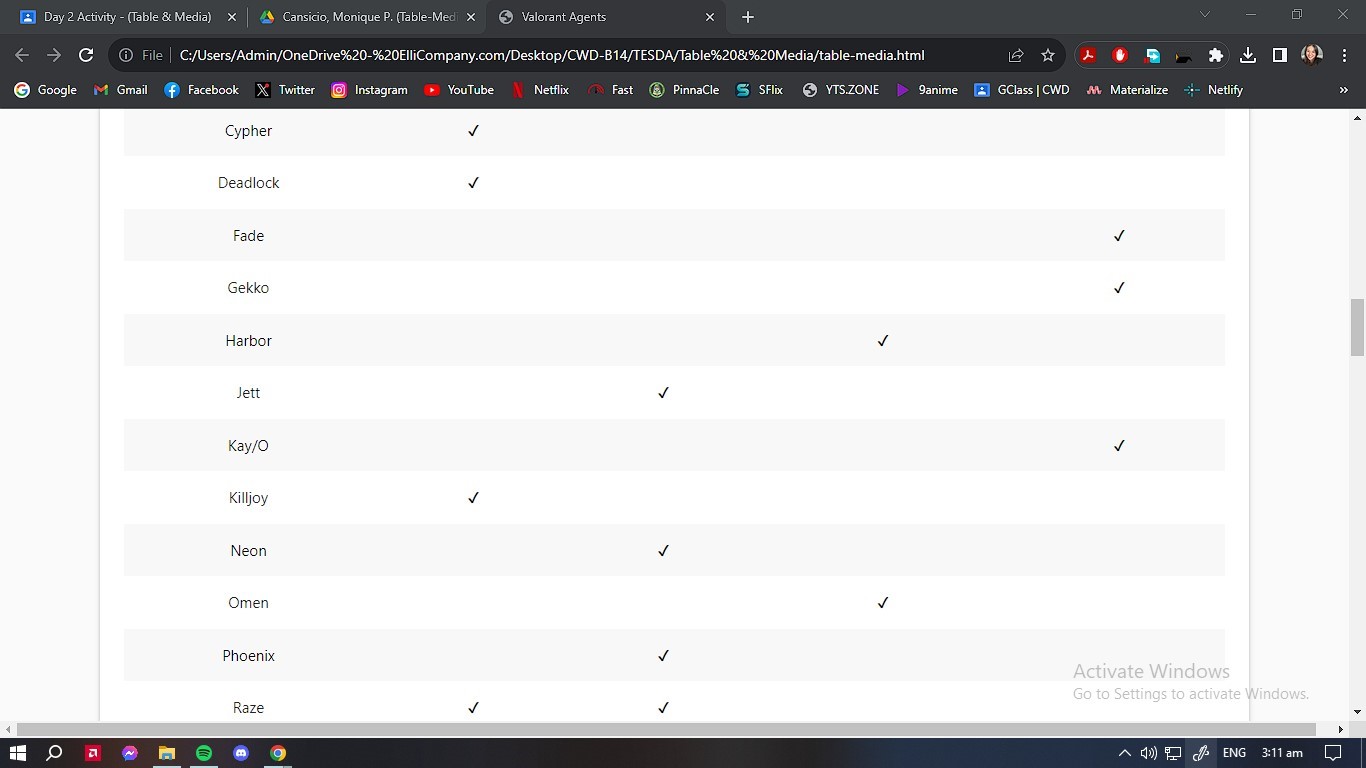 Day 2 Activity - (Table & Media)
Cansicio, Monique P. (Table-Med
Valorant Agents
File
C:/Users/Admin/OneDrive%20-%20ElliCompany.com/Desktop/CWD-B14/TESDA/Table%20&%20Media/table-media.html
Google Gmail Facebook Twitter Instagram YouTube Netflix Fast PinnaCle SFlix YTS.ZONE 9anime GClass | CWD Materialize Netlify »
Cypher ✓
Deadlock ✓
Fade ✓
Gekko ✓
Harbor ✓
Jett ✓
Kay/O ✓
Killjoy ✓
Neon ✓
Omen ✓
Phoenix ✓
Raze ✓ ✓
Activate Windows
Go to Settings to activate Windows.
ENG 3:11 am